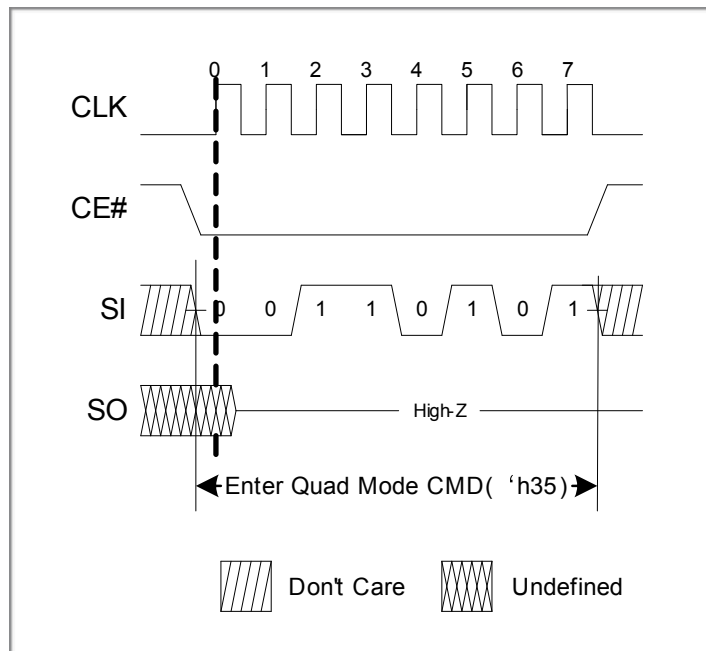 0 1 2 3 4 5 6 7
CLK
CE#
SI 0 0 1 1 0 1 0 1
SO High-Z
Enter Quad Mode CMD( ‘h35)
Don't Care Undefined